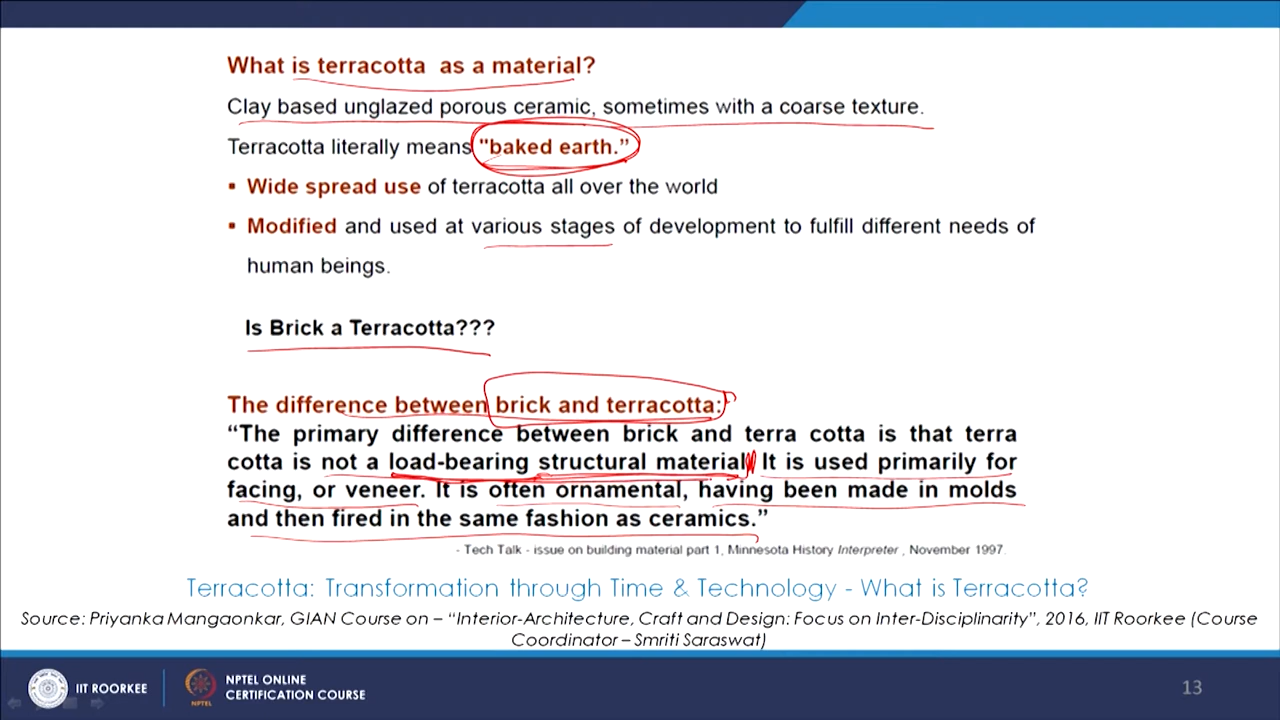 What is terracotta as a material?
Clay based unglazed porous ceramic, sometimes with a coarse texture.
Terracotta literally means "baked earth.”
▪ Wide spread use of terracotta all over the world
▪ Modified and used at various stages of development to fulfill different needs of
human beings.
Is Brick a Terracotta???
The difference between brick and terracotta:
“The primary difference between brick and terra cotta is that terra
cotta is not a load-bearing structural material. It is used primarily for
facing, or veneer. It is often ornamental, having been made in molds
and then fired in the same fashion as ceramics.”
- Tech Talk - issue on building material part 1, Minnesota History Interpreter , November 1997.
Terracotta: Transformation through Time & Technology - What is Terracotta?
Source: Priyanka Mangaonkar, GIAN Course on – “Interior-Architecture, Craft and Design: Focus on Inter-Disciplinarity”, 2016, IIT Roorkee (Course
Coordinator – Smriti Saraswat)
IIT ROORKEE
NPTEL ONLINE
CERTIFICATION COURSE
NPTEL
13